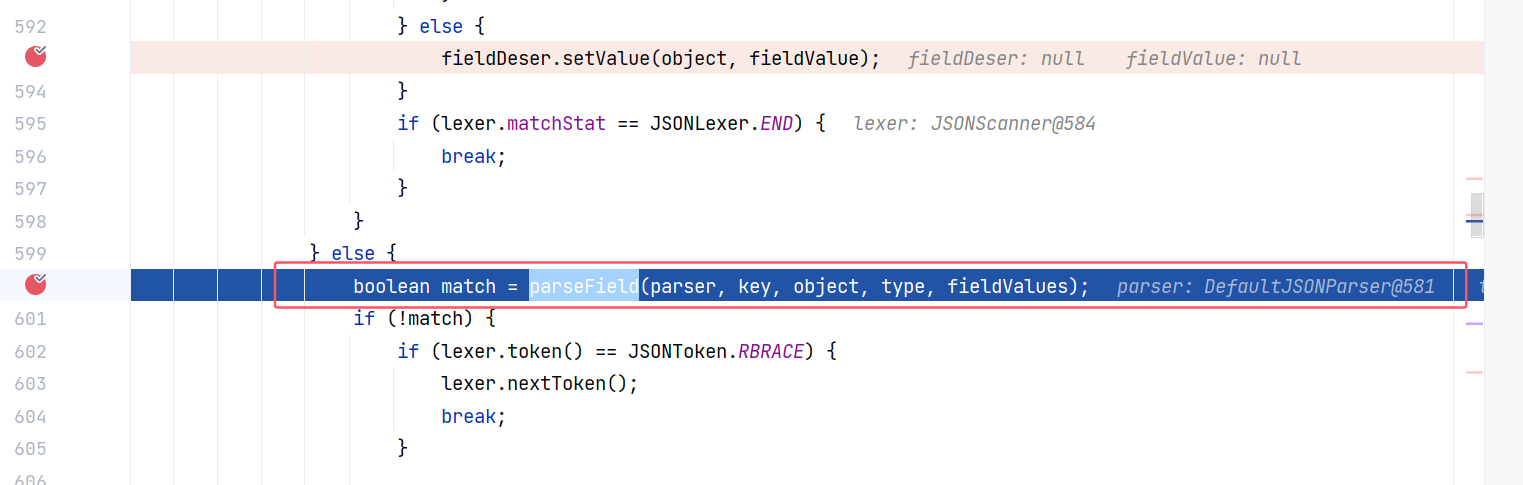 592 } else {
fieldDeser.setValue(object, fieldValue); fieldDeser: null fieldValue: null
594 }
595 if (lexer.matchStat == JSONLexer.END) { lexer: JSONScanner@584
596 break;
597 }
598 }
599 } else {
boolean match = parseField(parser, key, object, type, fieldValues); parser: DefaultJSONParser@581
601 if (!match) {
602 if (lexer.token() == JSONToken.RBRACE) {
603 lexer.nextToken();
604 break;
605 }
606